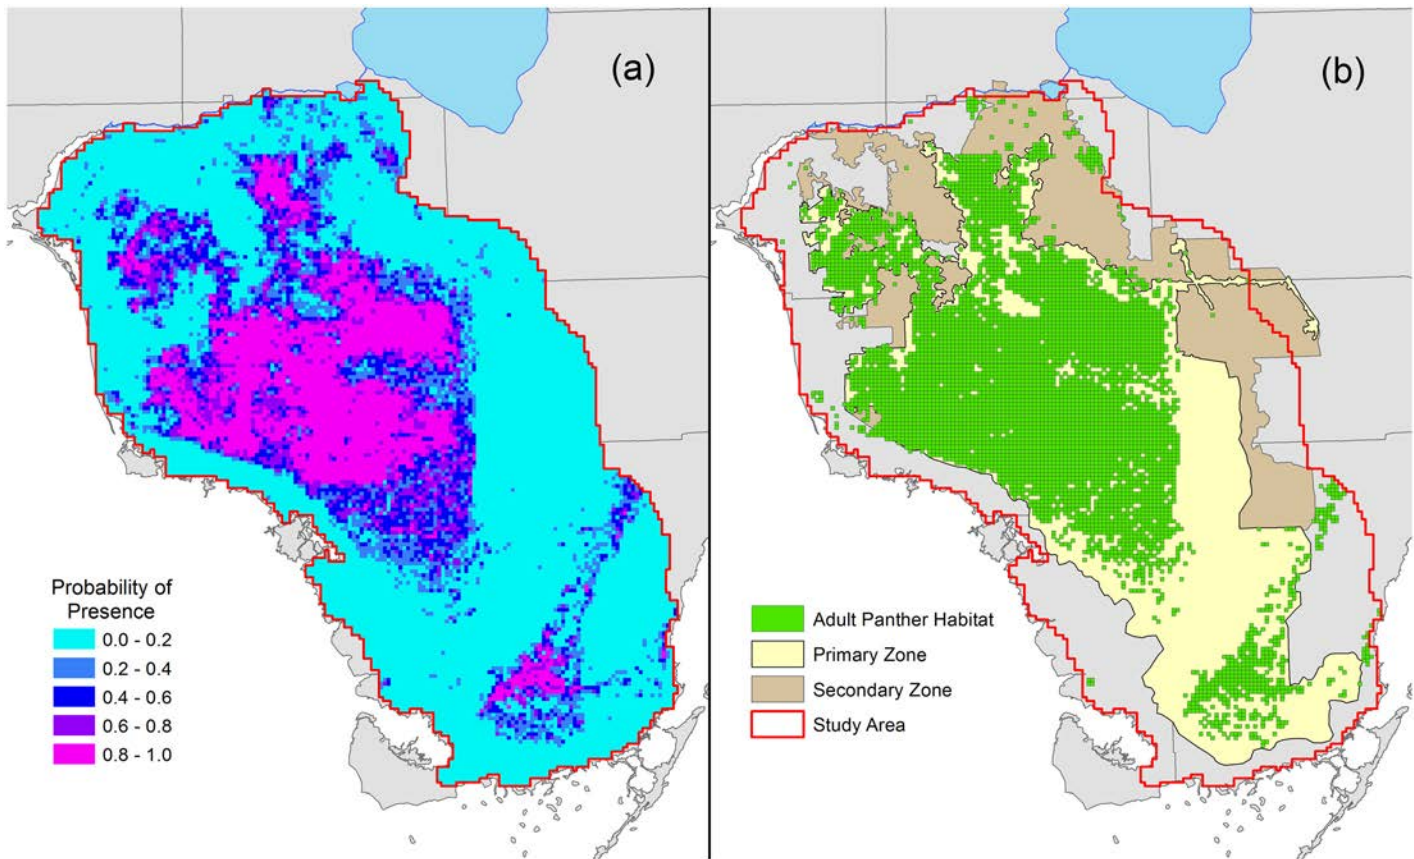 (a)
Probability of
Presence
0.0 - 0.2
0.2 - 0.4
0.4 - 0.6
0.6 - 0.8
0.8 - 1.0
(b)
Adult Panther Habitat
Primary Zone
Secondary Zone
Study Area